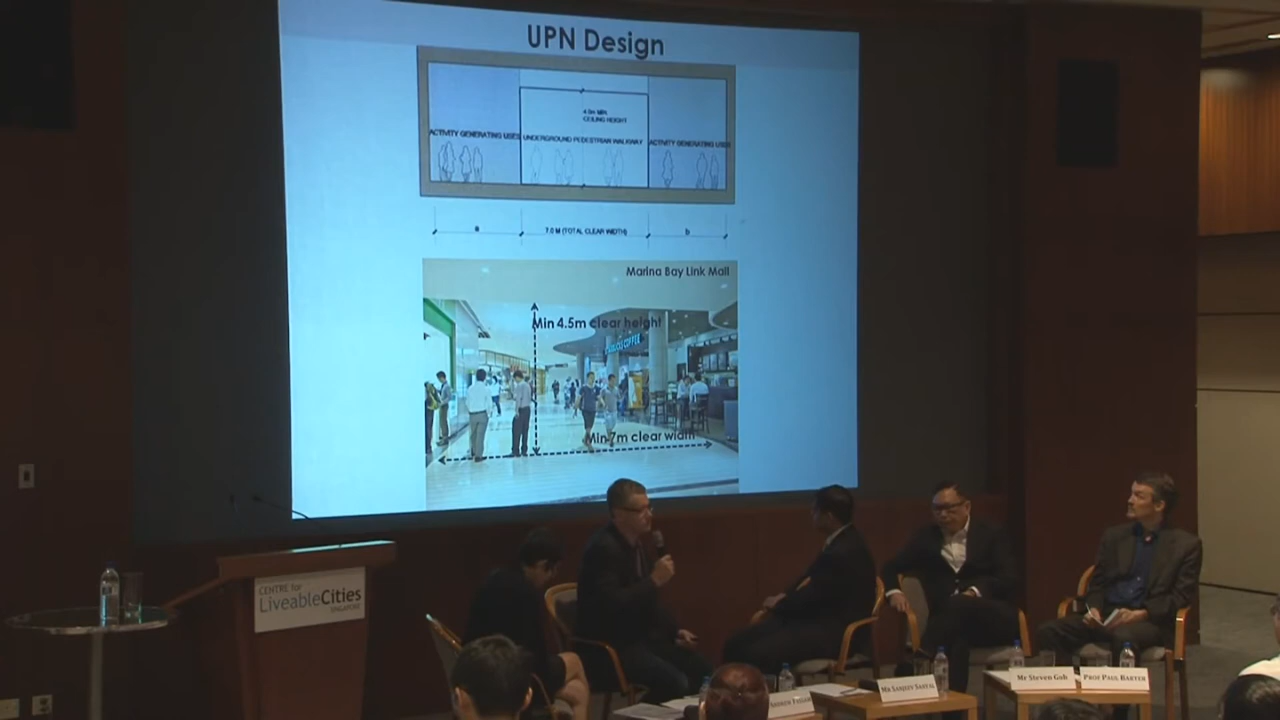 UPN Design
4.5m MIN.
CEILING HEIGHT
ACTIVITY GENERATING USES
UNDERGROUND PEDESTRIAN WALKWAY
ACTIVITY GENERATING USES
a
7.0 M (TOTAL CLEAR WIDTH)
b
Marina Bay Link Mall
Min 4.5m clear height
COFFEE
Min 7m clear width
CENTRE for
LiveableCities
SINGAPORE
Mr Sanjeev Sanyal
Mr Steven Goh
Prof Paul Barter